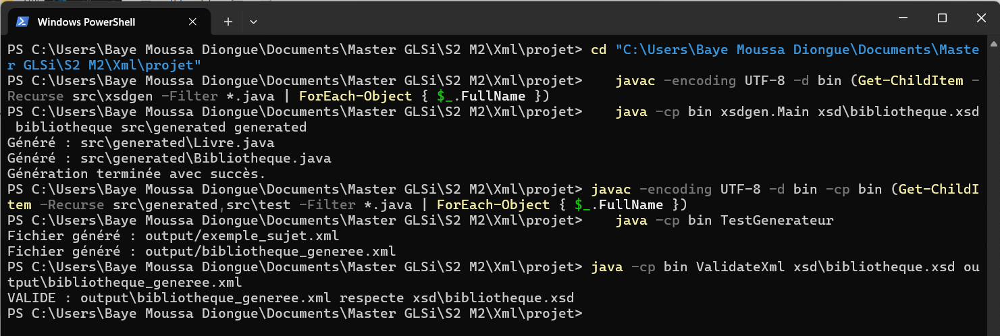 Windows PowerShell
PS C:\Users\Baye Moussa Diongue\Documents\Master GLSi\S2 M2\Xml\projet> cd "C:\Users\Baye Moussa Diongue\Documents\Maste
r GLSi\S2 M2\Xml\projet"
PS C:\Users\Baye Moussa Diongue\Documents\Master GLSi\S2 M2\Xml\projet>    javac -encoding UTF-8 -d bin (Get-ChildItem -
Recurse src\xsdgen -Filter *.java | ForEach-Object { $_.FullName })
PS C:\Users\Baye Moussa Diongue\Documents\Master GLSi\S2 M2\Xml\projet>    java -cp bin xsdgen.Main xsd\bibliotheque.xsd
 bibliotheque src\generated generated
Généré : src\generated\Livre.java
Généré : src\generated\Bibliotheque.java
Génération terminée avec succès.
PS C:\Users\Baye Moussa Diongue\Documents\Master GLSi\S2 M2\Xml\projet> javac -encoding UTF-8 -d bin -cp bin (Get-ChildI
tem -Recurse src\generated,src\test -Filter *.java | ForEach-Object { $_.FullName })
PS C:\Users\Baye Moussa Diongue\Documents\Master GLSi\S2 M2\Xml\projet>    java -cp bin TestGenerateur
Fichier généré : output/exemple_sujet.xml
Fichier généré : output/bibliotheque_generee.xml
PS C:\Users\Baye Moussa Diongue\Documents\Master GLSi\S2 M2\Xml\projet> java -cp bin ValidateXml xsd\bibliotheque.xsd ou
tput\bibliotheque_generee.xml
VALIDE : output\bibliotheque_generee.xml respecte xsd\bibliotheque.xsd
PS C:\Users\Baye Moussa Diongue\Documents\Master GLSi\S2 M2\Xml\projet>